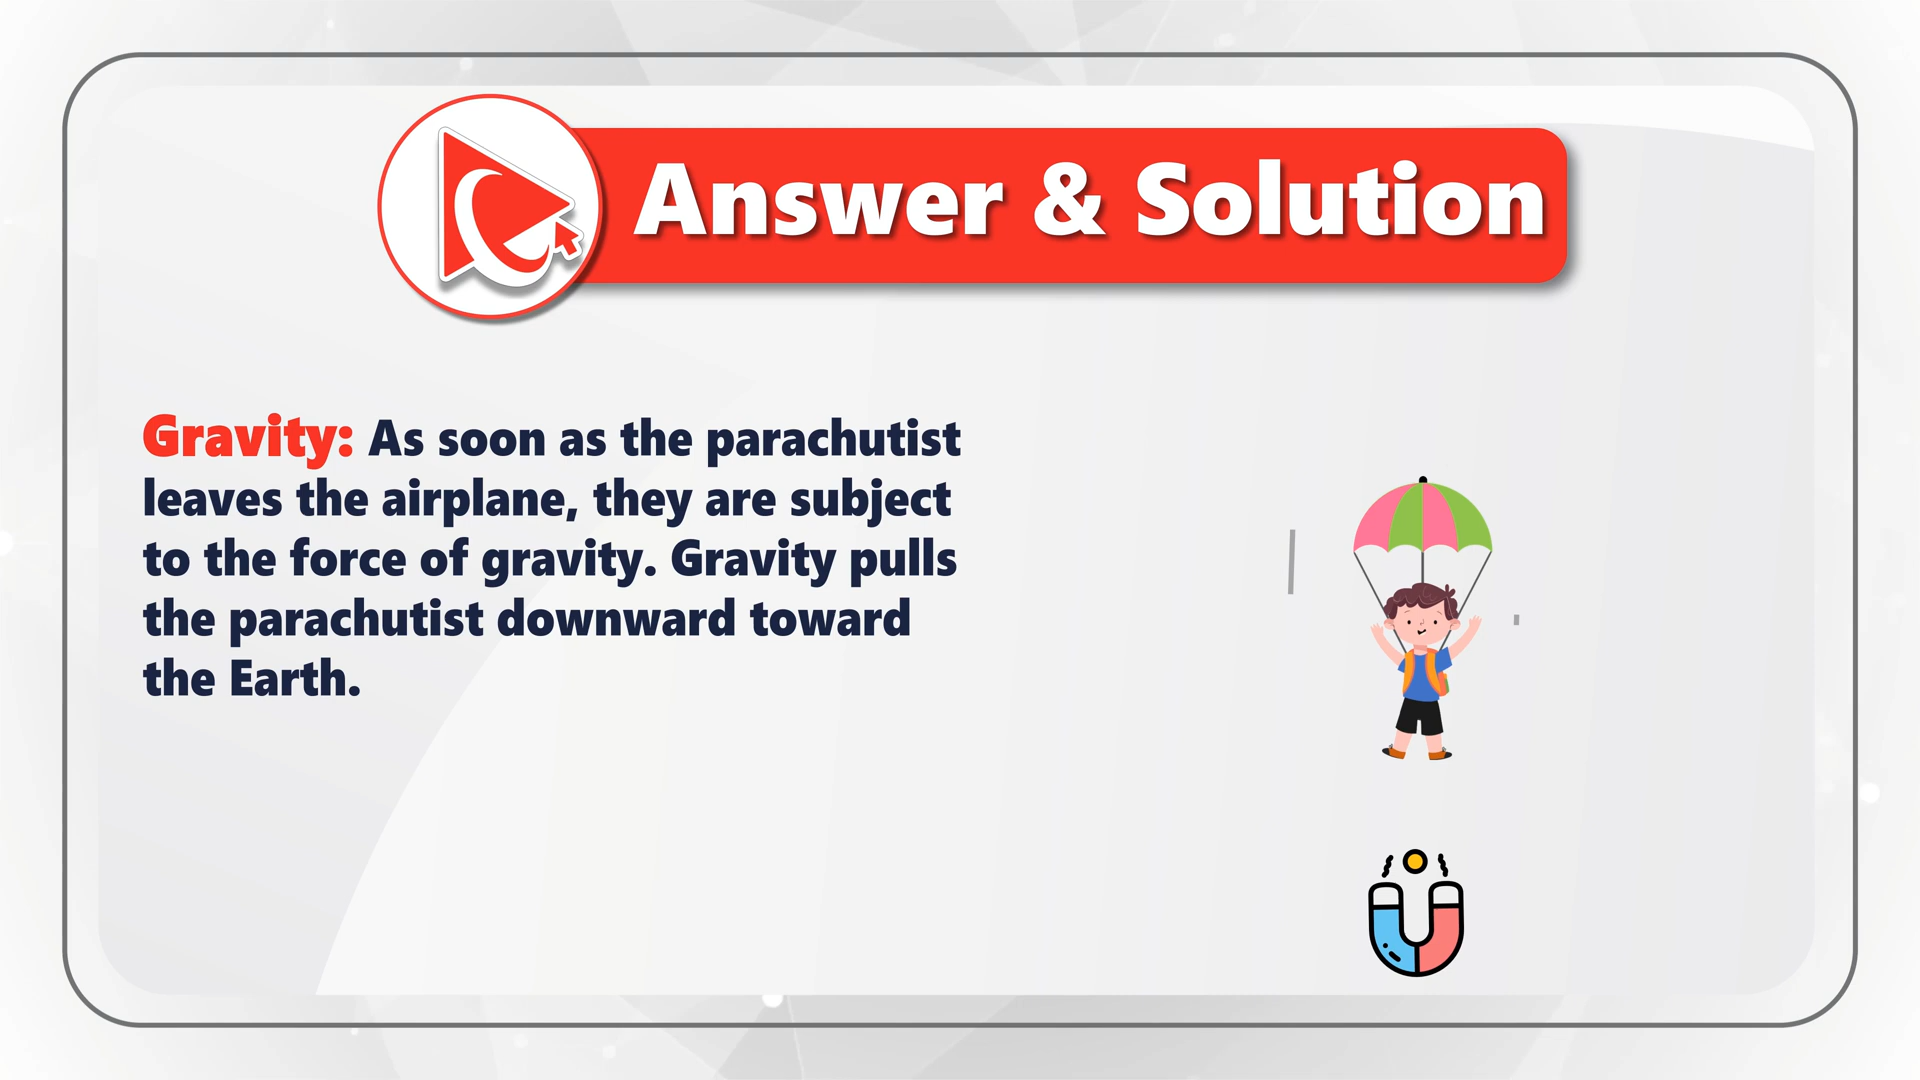 Answer & Solution
Gravity: As soon as the parachutist
leaves the airplane, they are subject
to the force of gravity. Gravity pulls
the parachutist downward toward
the Earth.